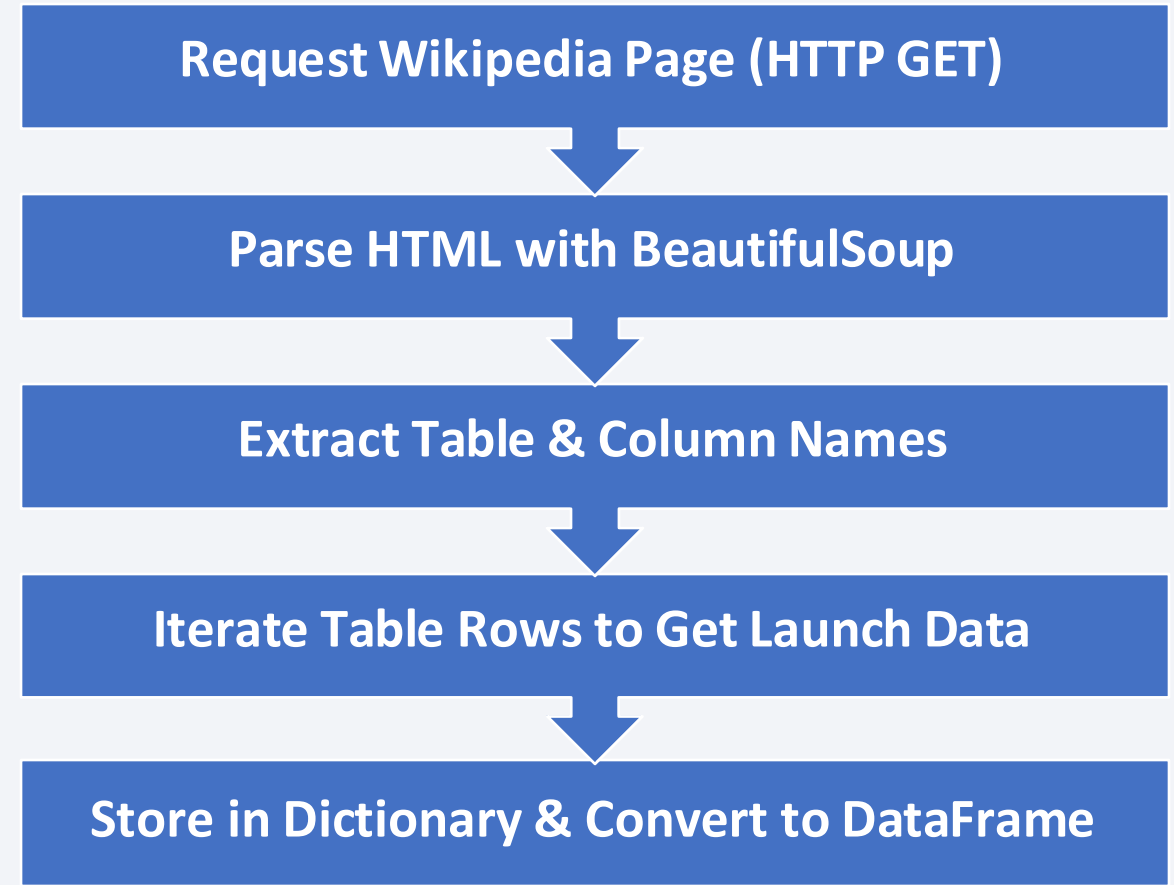 Request Wikipedia Page (HTTP GET)
Parse HTML with BeautifulSoup
Extract Table & Column Names
Iterate Table Rows to Get Launch Data
Store in Dictionary & Convert to DataFrame